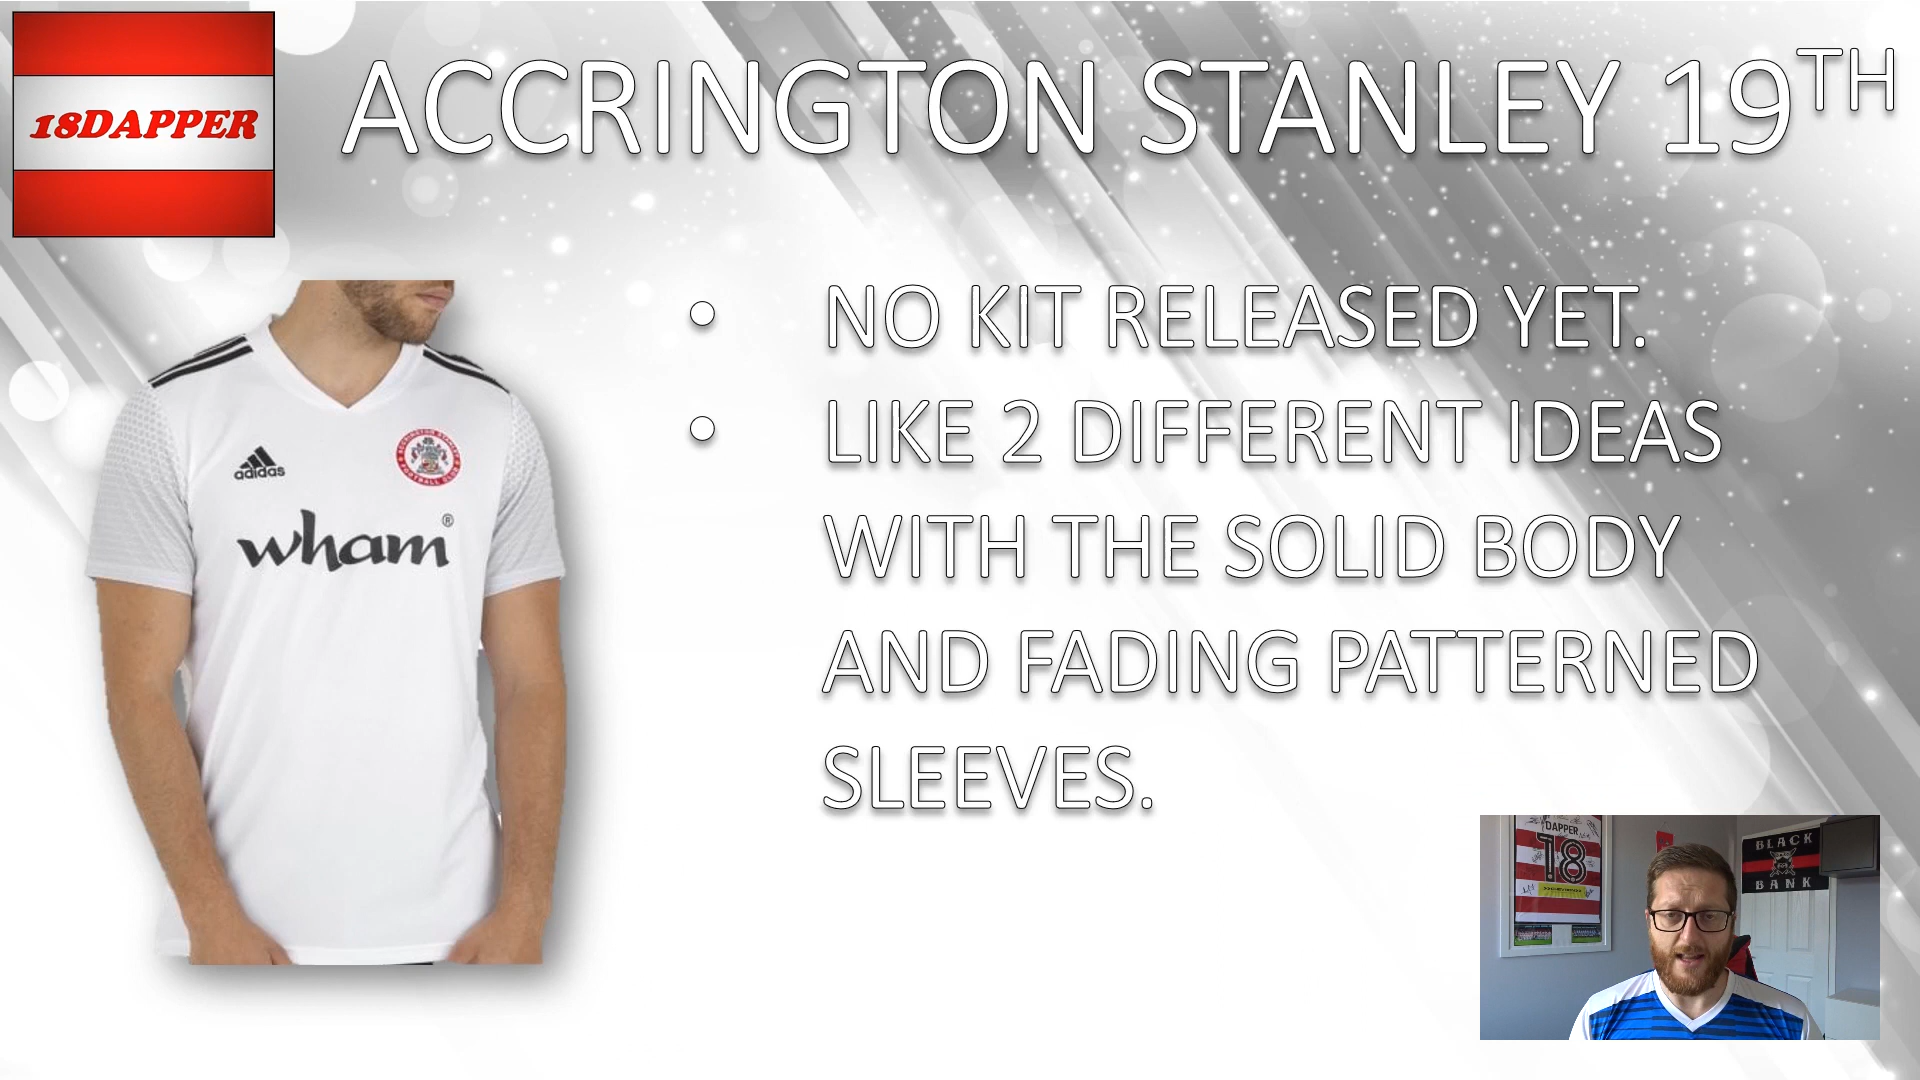 18DAPPER
ACCRINGTON STANLEY 19TH
• NO KIT RELEASED YET.
• LIKE 2 DIFFERENT IDEAS
WITH THE SOLID BODY
AND FADING PATTERNED
SLEEVES.
adidas
wham®
DAPPER
18
BLACK
BANK